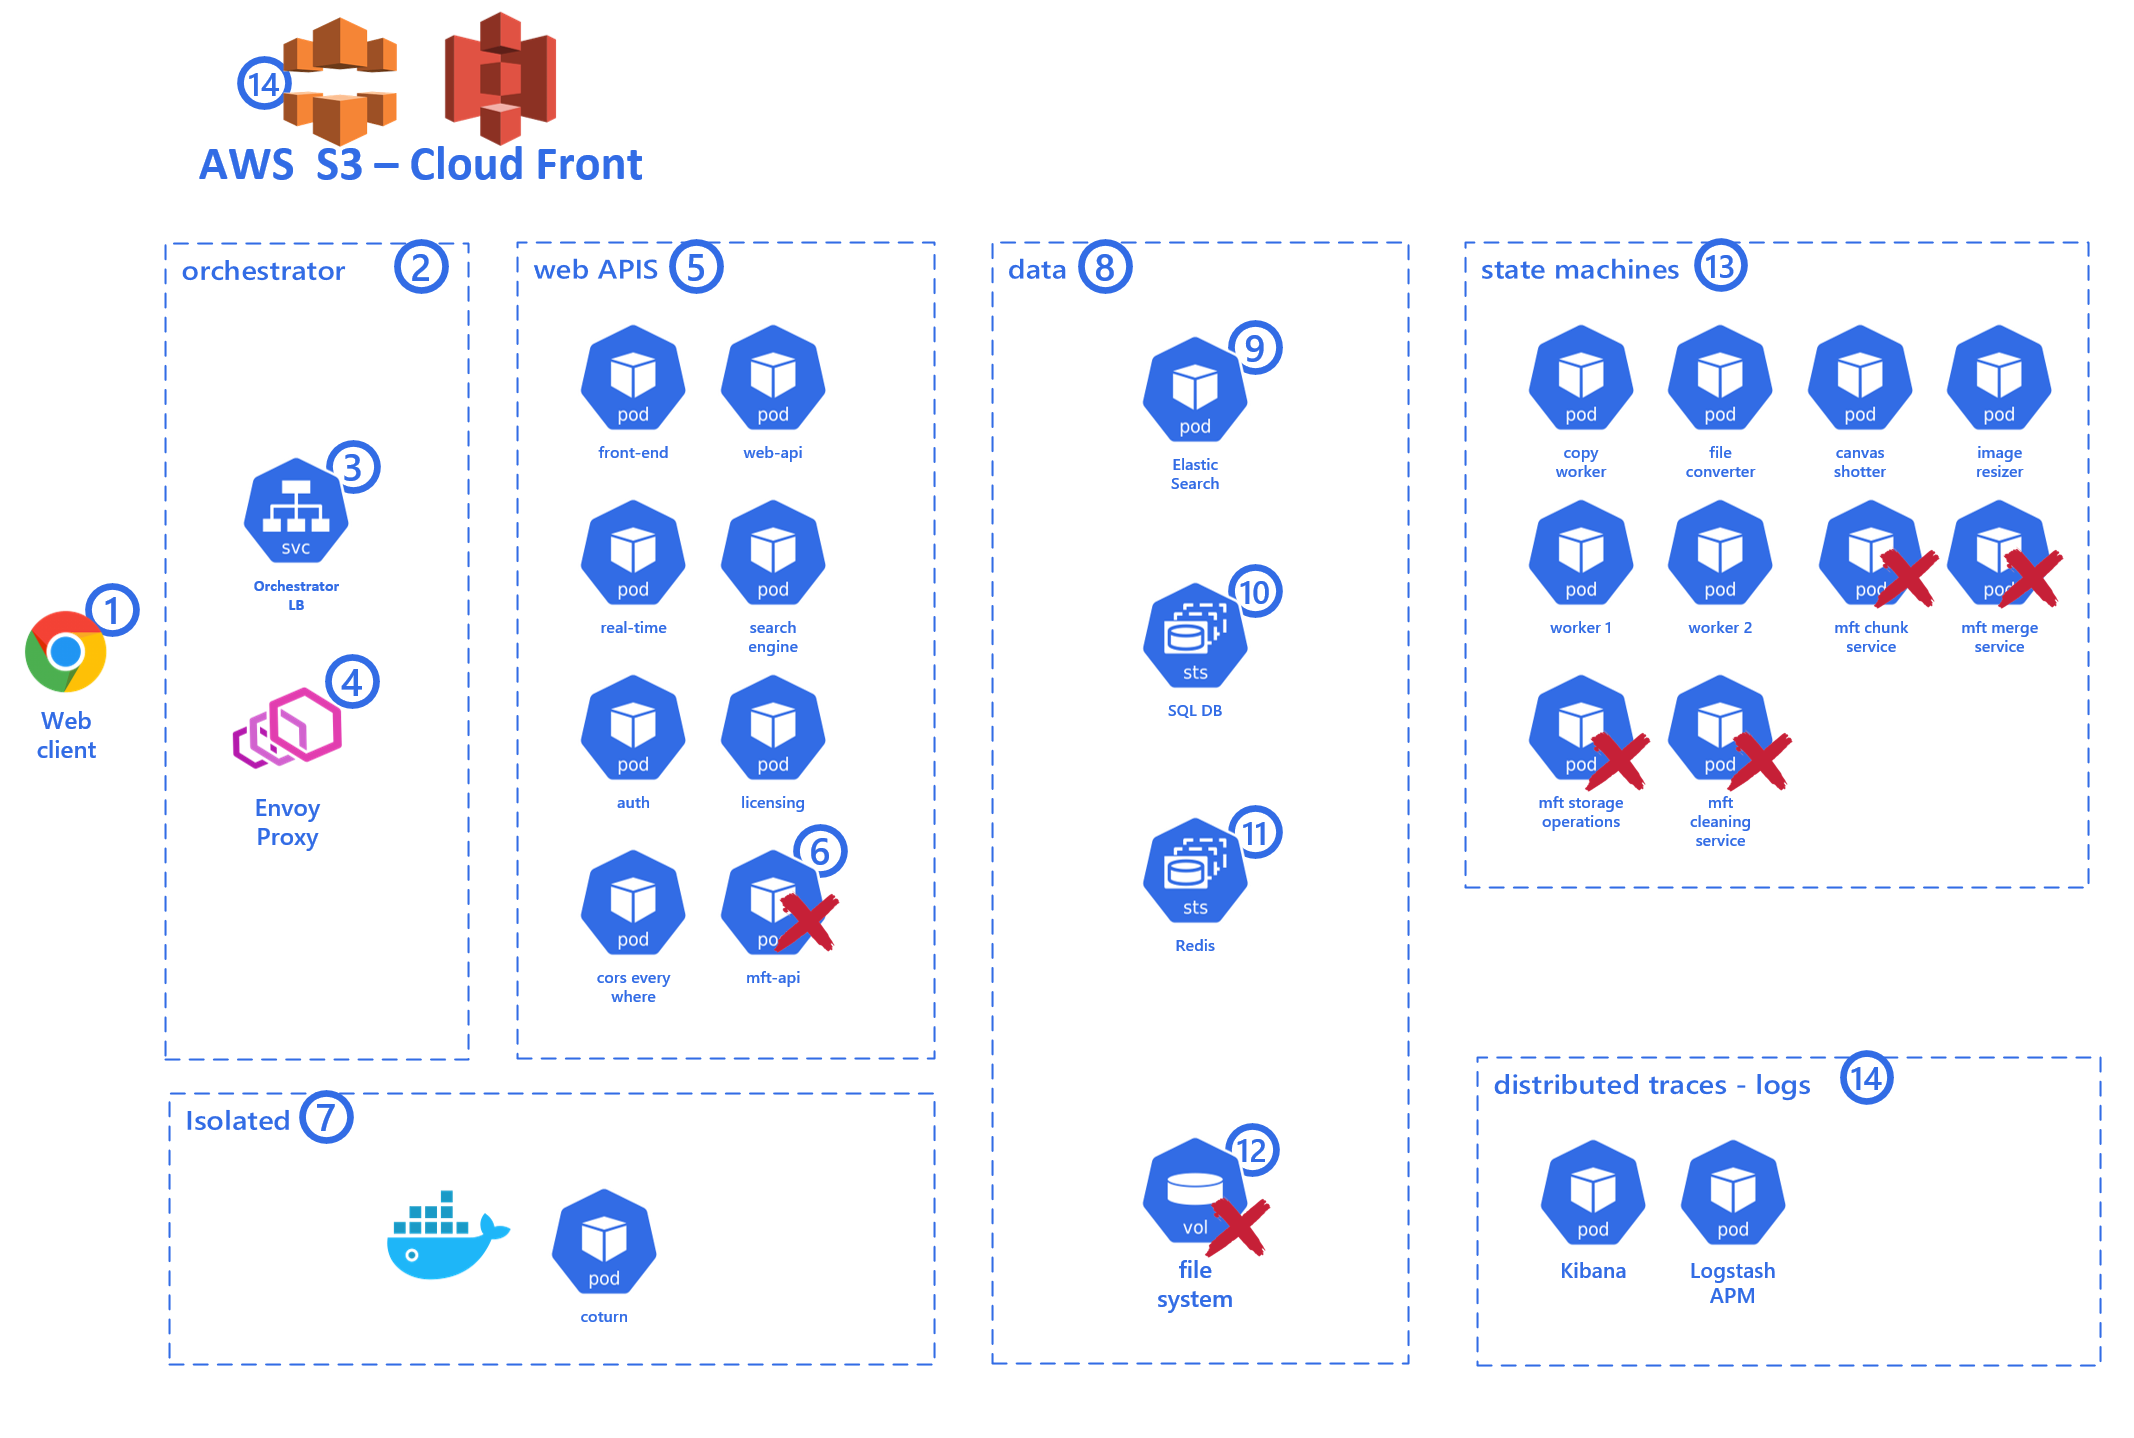 14
AWS  S3 – Cloud Front
orchestrator
2
3
svc
Orchestrator
LB
1
Web
client
4
Envoy
Proxy
web APIS
5
pod
front-end
pod
web-api
pod
real-time
pod
search
engine
pod
auth
pod
licensing
pod
cors every
where
6
pod
mft-api
Isolated
7
pod
coturn
data
8
9
pod
Elastic
Search
10
sts
SQL DB
11
sts
Redis
12
vol
file
system
state machines
13
pod
copy
worker
pod
file
converter
pod
canvas
shotter
pod
image
resizer
pod
worker 1
pod
worker 2
pod
mft chunk
service
pod
mft merge
service
pod
mft storage
operations
pod
mft
cleaning
service
distributed traces - logs
14
pod
Kibana
pod
Logstash
APM